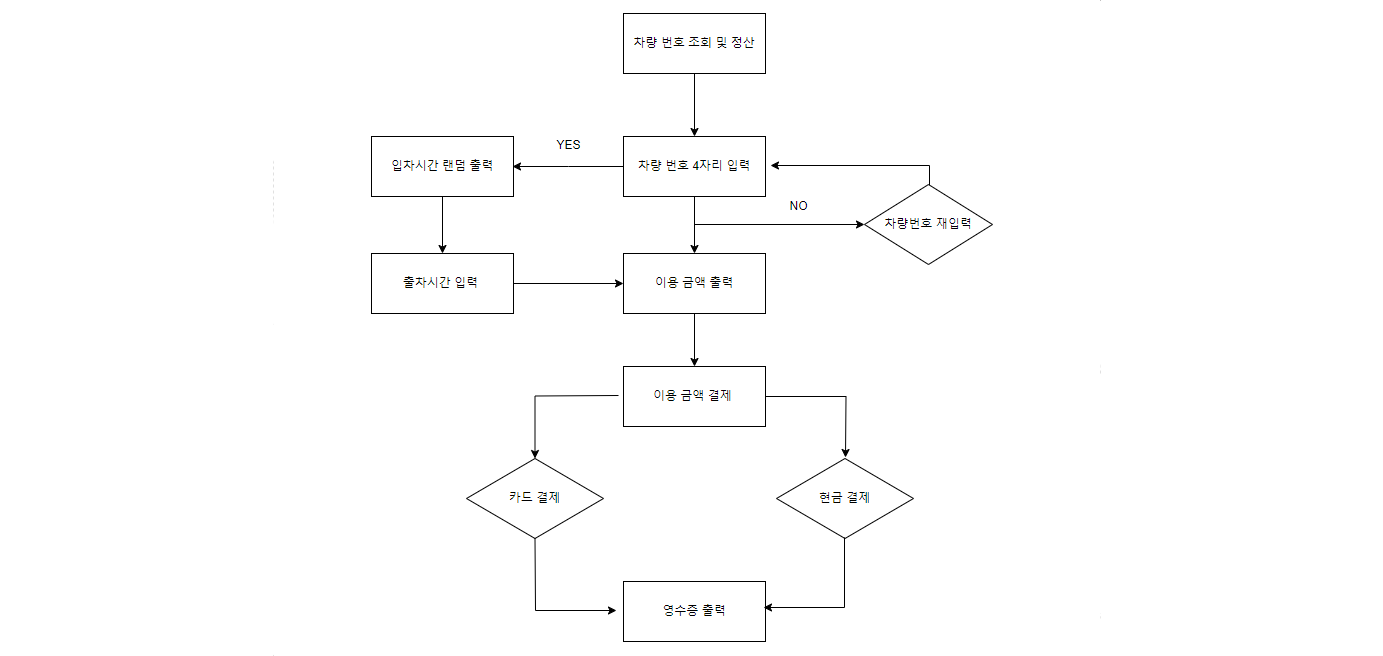 차량 번호 조회 및 정산
YES
입차시간 랜덤 출력
차량 번호 4자리 입력
NO
차량번호 재입력
출차시간 입력
이용 금액 출력
이용 금액 결제
카드 결제
현금 결제
영수증 출력